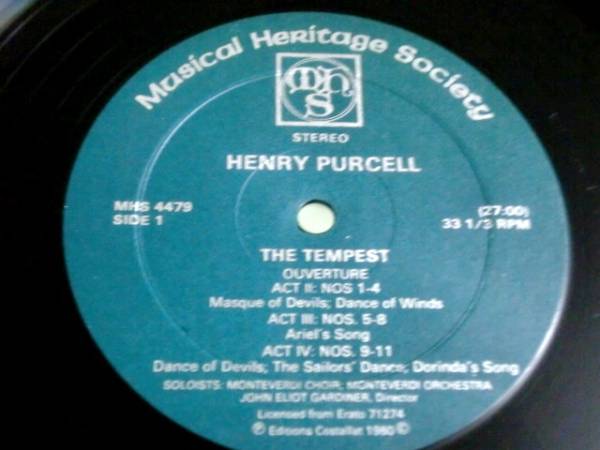 Musical Heritage Society
MHS
STEREO
HENRY PURCELL
MHS 4479
SIDE 1
(27:00)
33 1/3 RPM
THE TEMPEST
OUVERTURE
ACT II: NOS 1-4
Masque of Devils; Dance of Winds
ACT III: NOS. 5-8
Ariel's Song
ACT IV: NOS. 9-11
Dance of Devils; The Sailors' Dance; Dorinda's Song
SOLOISTS: MONTEVERDI CHOIR; MONTEVERDI ORCHESTRA
JOHN ELIOT GARDINER, Director
Licensed from Erato 71274
℗ Editions Costallat 1980 ©